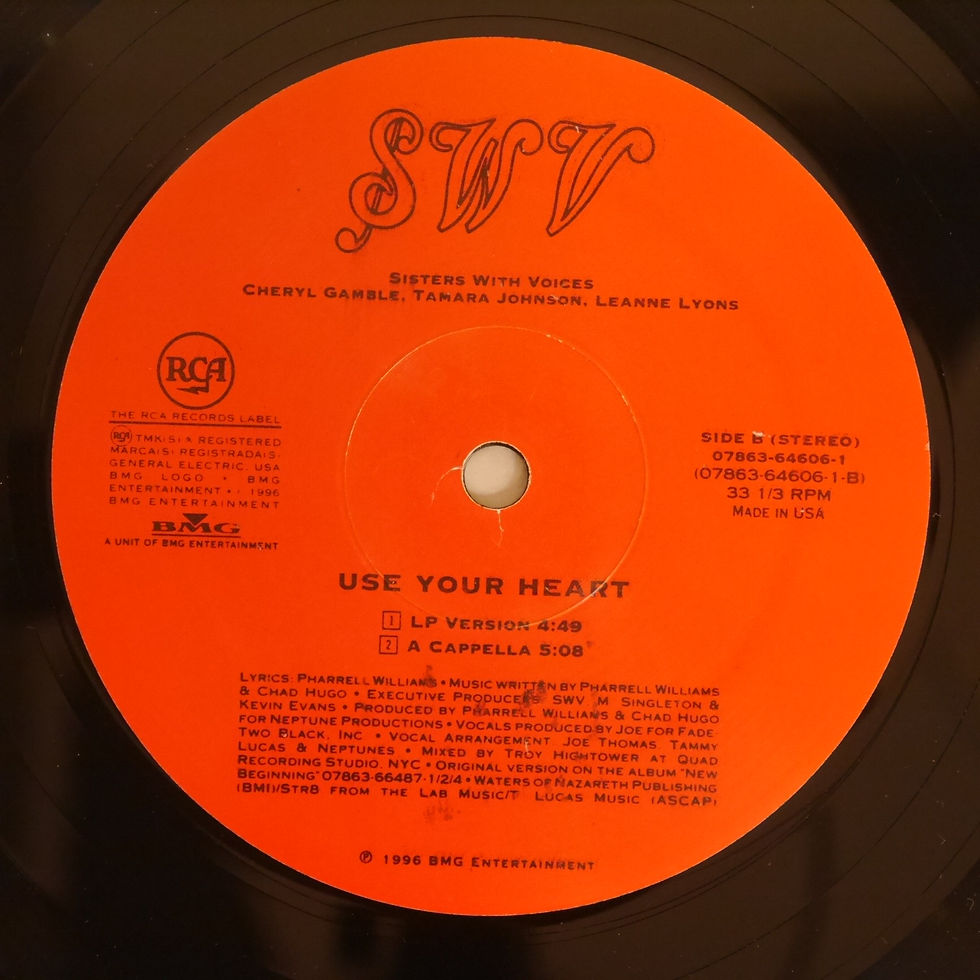 SWV
SISTERS WITH VOICES
CHERYL GAMBLE, TAMARA JOHNSON, LEANNE LYONS
RCA
THE RCA RECORDS LABEL
RCA TMK(S) ® REGISTERED
MARCA(S) REGISTRADA(S)
GENERAL ELECTRIC, USA
BMG LOGO • BMG
ENTERTAINMENT • 1996
BMG ENTERTAINMENT
BMG
A UNIT OF BMG ENTERTAINMENT
SIDE B (STEREO)
07863-64606-1
(07863-64606-1-B)
33 1/3 RPM
MADE IN USA
USE YOUR HEART
1 LP VERSION 4:49
2 A CAPPELLA 5:08
LYRICS: PHARRELL WILLIAMS • MUSIC WRITTEN BY PHARRELL WILLIAMS
& CHAD HUGO • EXECUTIVE PRODUCERS SWV M SINGLETON &
KEVIN EVANS • PRODUCED BY PHARRELL WILLIAMS & CHAD HUGO
FOR NEPTUNE PRODUCTIONS • VOCALS PRODUCED BY JOE FOR FADE
TWO BLACK, INC • VOCAL ARRANGEMENT JOE THOMAS, TAMMY
LUCAS & NEPTUNES • MIXED BY TROY HIGHTOWER AT QUAD
RECORDING STUDIO, NYC • ORIGINAL VERSION ON THE ALBUM "NEW
BEGINNING" 07863-66487-1/2/4 • WATERS OF NAZARETH PUBLISHING
(BMI)/STR8 FROM THE LAB MUSIC/T LUCAS MUSIC (ASCAP)
℗ 1996 BMG ENTERTAINMENT